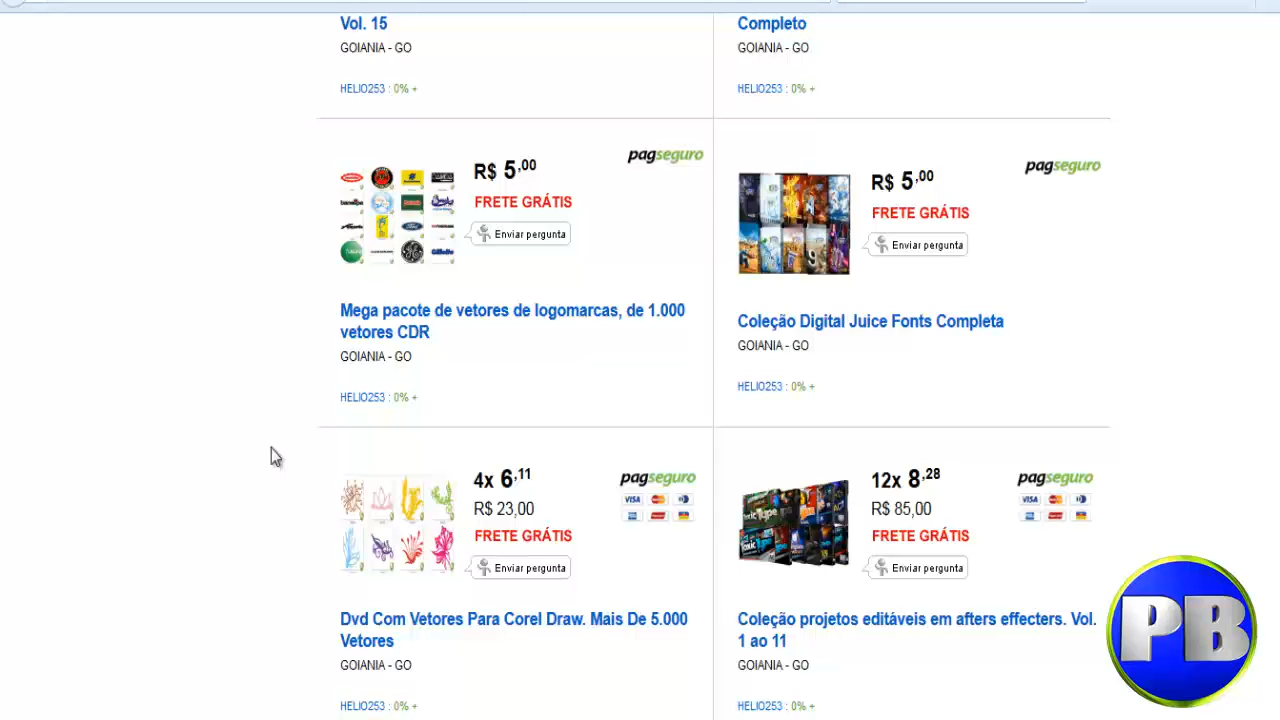 Vol. 15
GOIANIA - GO
HELIO253 : 0% +
Completo
GOIANIA - GO
HELIO253 : 0% +
R$ 5,00
pagseguro
FRETE GRÁTIS
Enviar pergunta
Mega pacote de vetores de logomarcas, de 1.000
vetores CDR
GOIANIA - GO
HELIO253 : 0% +
R$ 5,00
pagseguro
FRETE GRÁTIS
Enviar pergunta
Coleção Digital Juice Fonts Completa
GOIANIA - GO
HELIO253 : 0% +
4x 6,11
pagseguro
R$ 23,00
VISA
FRETE GRÁTIS
Enviar pergunta
Dvd Com Vetores Para Corel Draw. Mais De 5.000
Vetores
GOIANIA - GO
HELIO253 : 0% +
12x 8,28
pagseguro
R$ 85,00
VISA
FRETE GRÁTIS
Enviar pergunta
Coleção projetos editáveis em afters effecters. Vol.
1 ao 11
GOIANIA - GO
HELIO253 : 0% +
PB